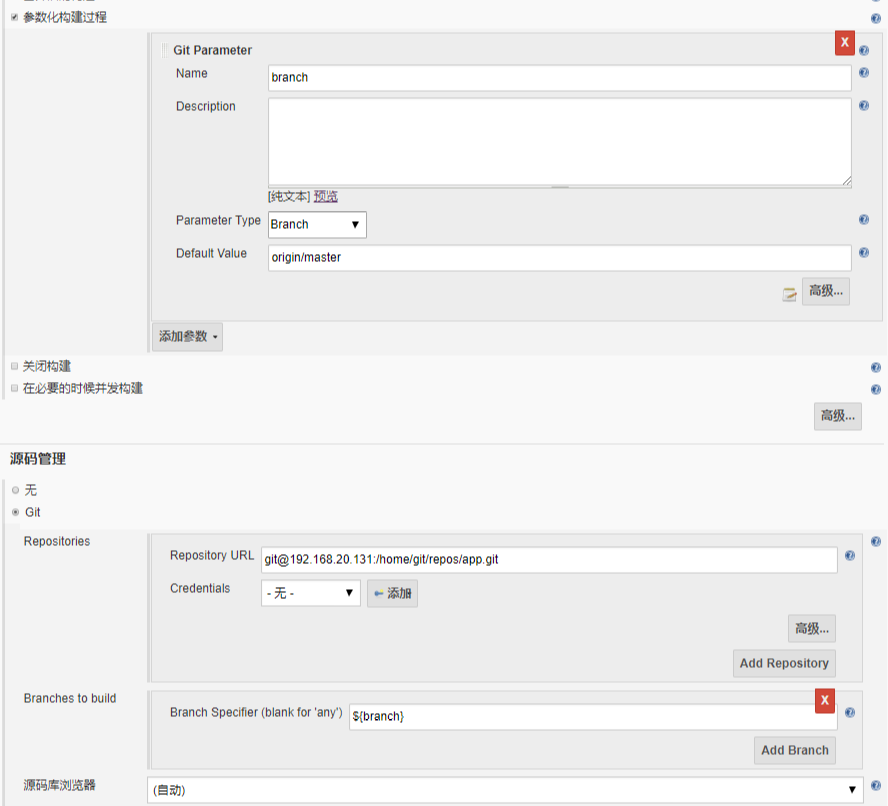 参数化构建过程
X
Git Parameter
Name
branch
Description
[纯文本] 预览
Parameter Type
Branch
Default Value
origin/master
高级...
添加参数
关闭构建
在必要的时候并发构建
高级...
源码管理
无
Git
Repositories
Repository URL
git@192.168.20.131:/home/git/repos/app.git
Credentials
- 无 -
添加
高级...
Add Repository
Branches to build
X
Branch Specifier (blank for 'any')
${branch}
Add Branch
源码库浏览器
(自动)